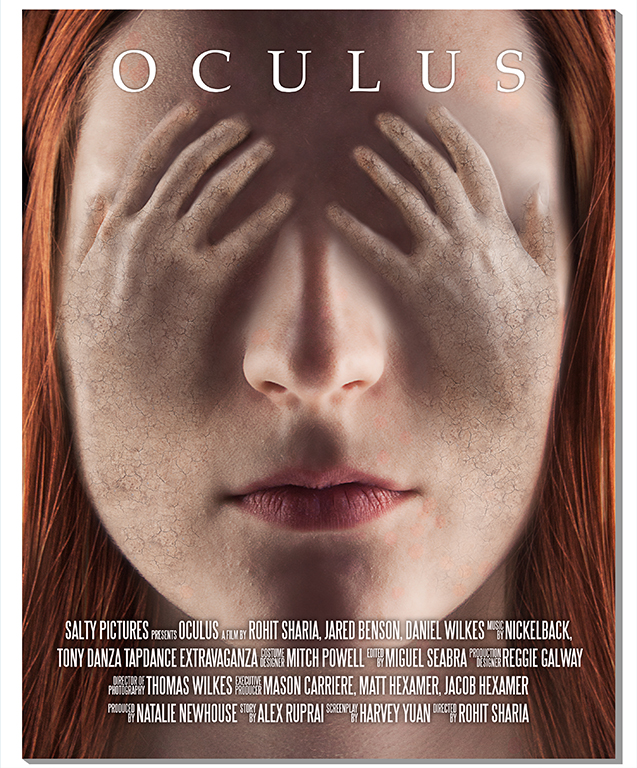 OCULUS
SALTY PICTURES PRESENTS OCULUS A FILM BY ROHIT SHARIA, JARED BENSON, DANIEL WILKES MUSIC BY NICKELBACK,
TONY DANZA TAPDANCE EXTRAVAGANZA COSTUME DESIGNER MITCH POWELL EDITED BY MIGUEL SEABRA PRODUCTION DESIGNER REGGIE GALWAY
DIRECTOR OF PHOTOGRAPHY THOMAS WILKES EXECUTIVE PRODUCER MASON CARRIERE, MATT HEXAMER, JACOB HEXAMER
PRODUCED BY NATALIE NEWHOUSE STORY BY ALEX RUPRAI SCREENPLAY BY HARVEY YUAN DIRECTED BY ROHIT SHARIA